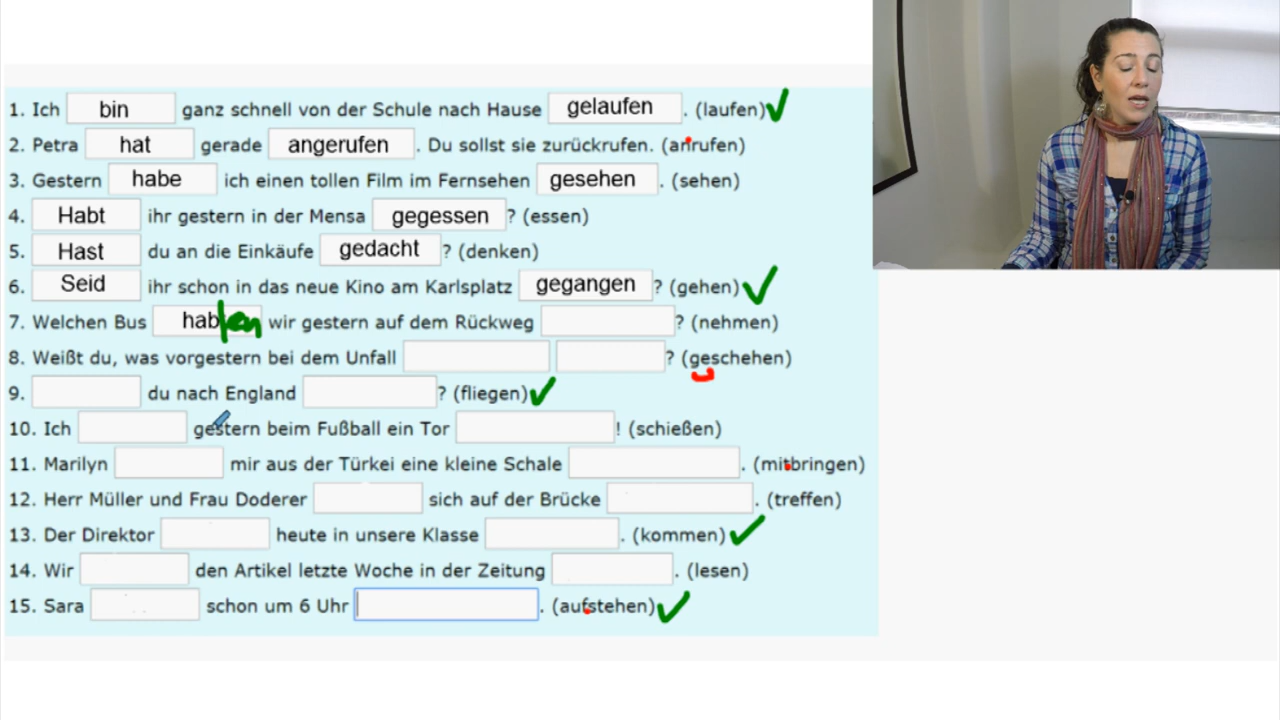 1. Ich bin ganz schnell von der Schule nach Hause gelaufen . (laufen)
2. Petra hat gerade angerufen . Du sollst sie zurückrufen. (anrufen)
3. Gestern habe ich einen tollen Film im Fernsehen gesehen . (sehen)
4. Habt ihr gestern in der Mensa gegessen ? (essen)
5. Hast du an die Einkäufe gedacht ? (denken)
6. Seid ihr schon in das neue Kino am Karlsplatz gegangen ? (gehen)
7. Welchen Bus haben wir gestern auf dem Rückweg ? (nehmen)
8. Weißt du, was vorgestern bei dem Unfall ? (geschehen)
9. du nach England ? (fliegen)
10. Ich gestern beim Fußball ein Tor ! (schießen)
11. Marilyn mir aus der Türkei eine kleine Schale . (mitbringen)
12. Herr Müller und Frau Doderer sich auf der Brücke . (treffen)
13. Der Direktor heute in unsere Klasse . (kommen)
14. Wir den Artikel letzte Woche in der Zeitung . (lesen)
15. Sara schon um 6 Uhr . (aufstehen)